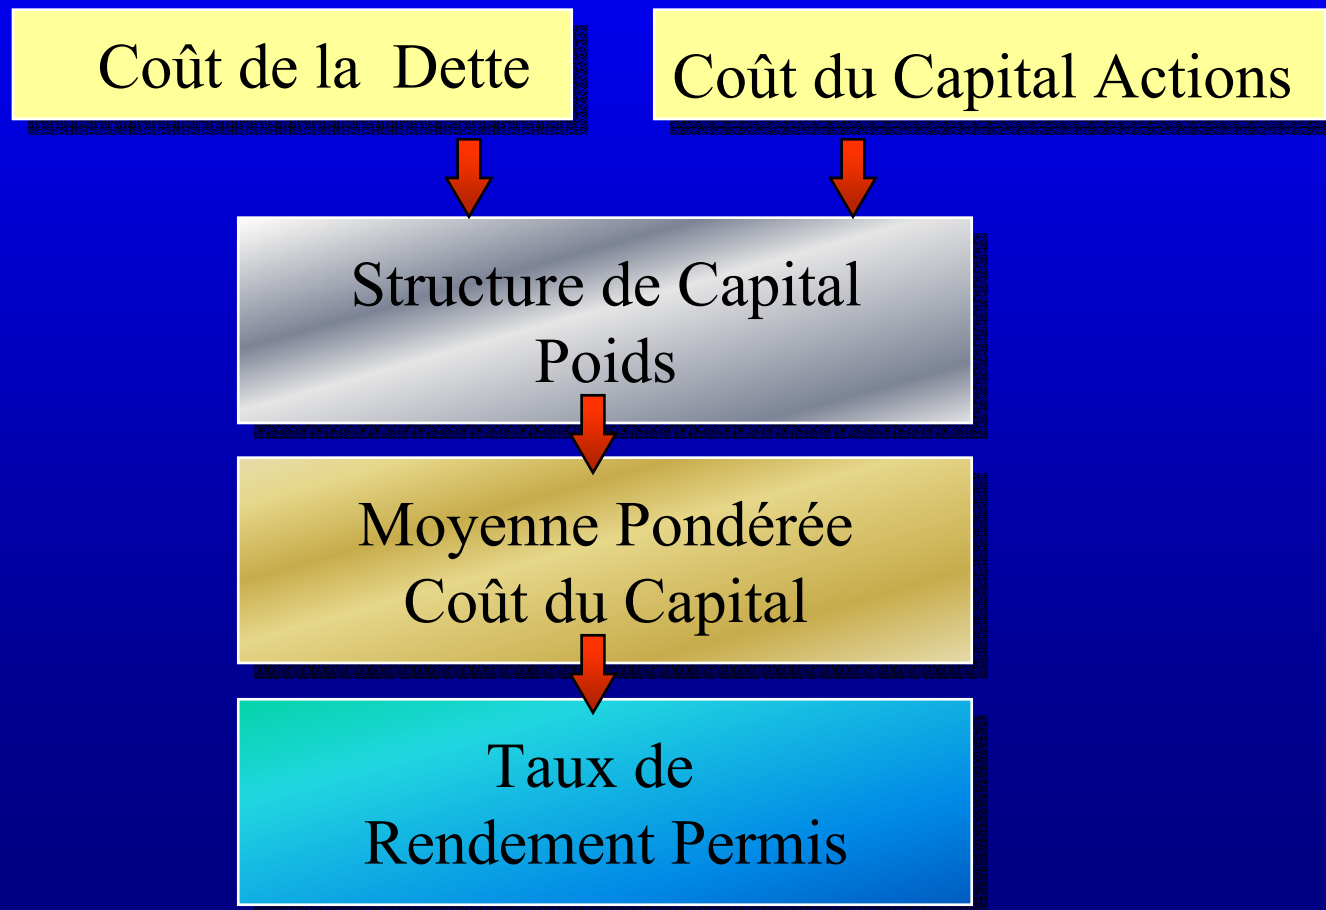 Coût de la Dette
Coût du Capital Actions
Structure de Capital
Poids
Moyenne Pondérée
Coût du Capital
Taux de
Rendement Permis